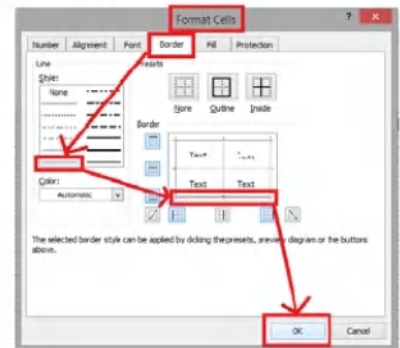 Format Cells
?
Number Alignment Font Border Fill Protection
Line
Style:
None
Presets
None Outline Inside
Border
Text Text
Text Text
Color:
Automatic
The selected border style can be applied by clicking the presets, preview diagram or the buttons
above.
OK Cancel